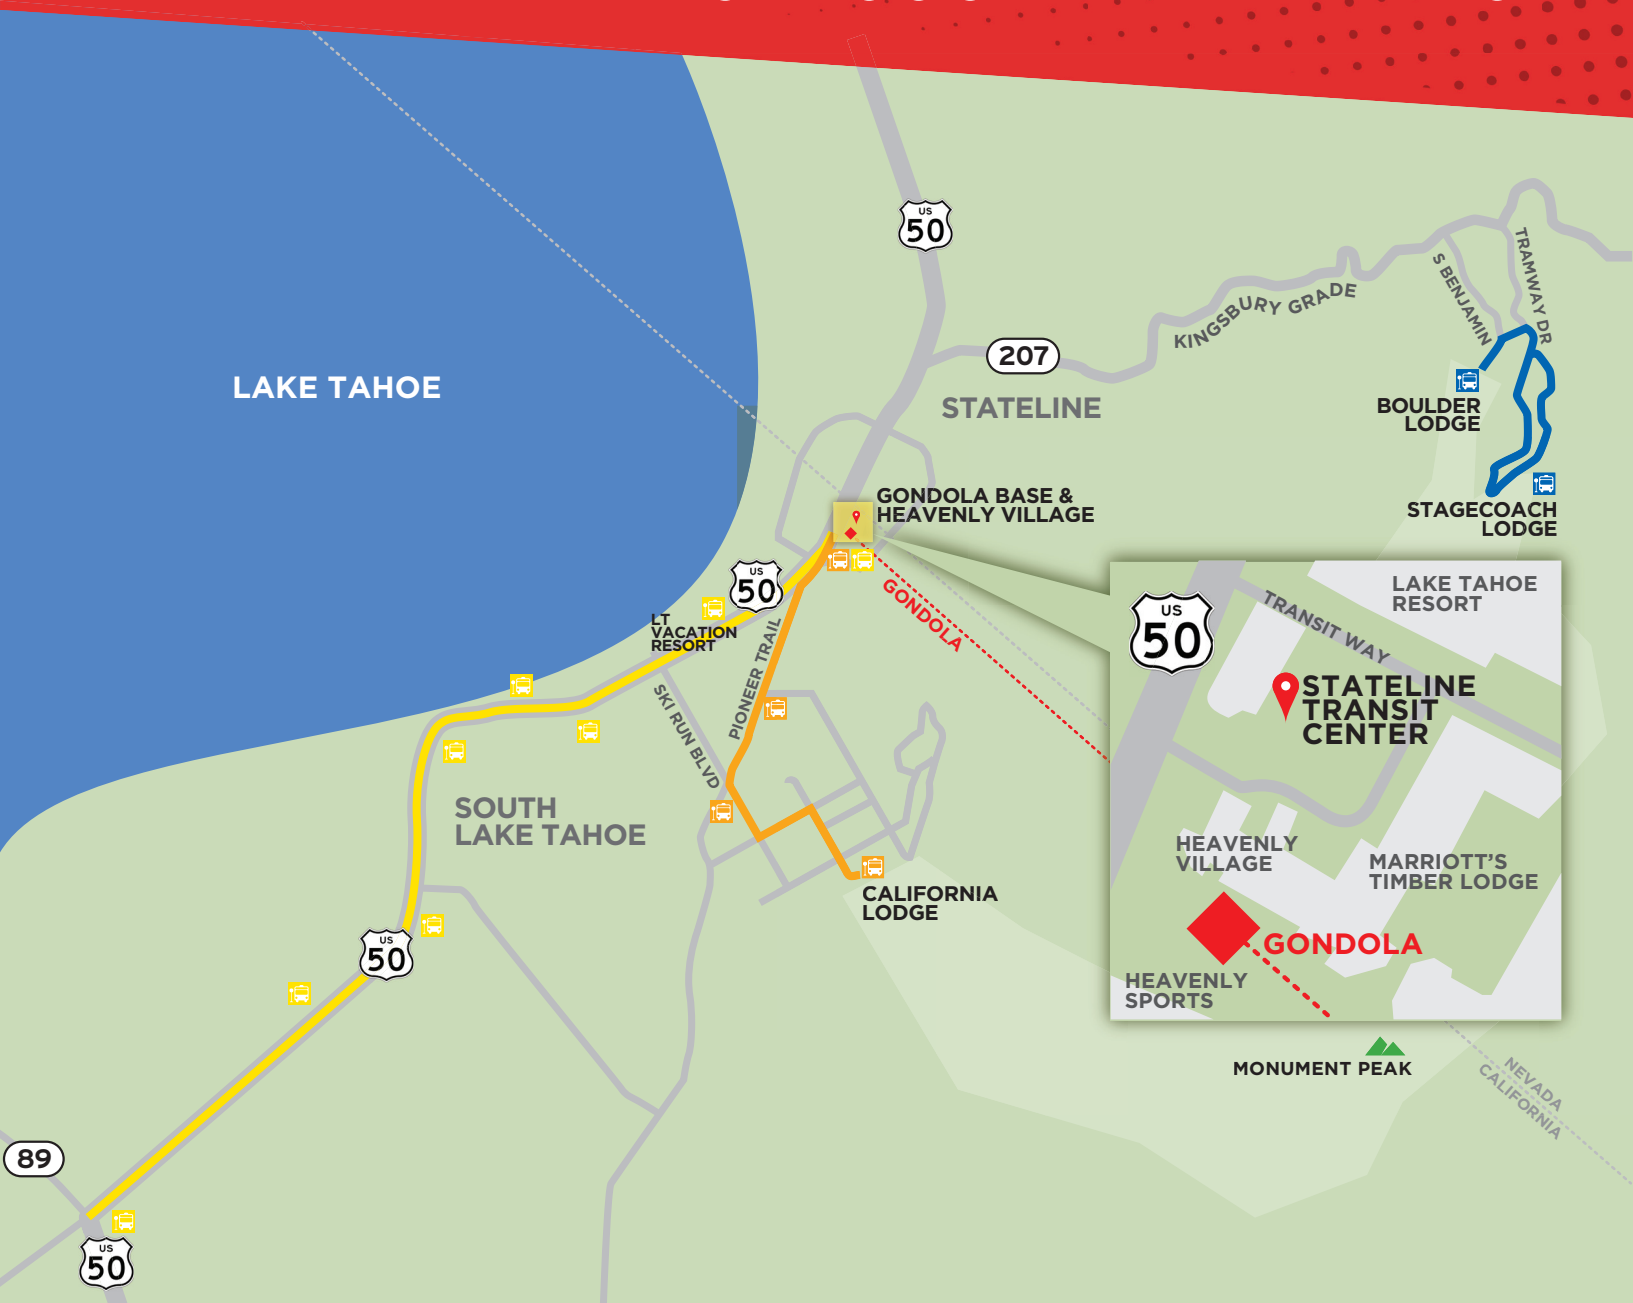 US
50
KINGSBURY GRADE
S BENJAMIN
TRAMWAY DR
207
LAKE TAHOE
STATELINE
BOULDER
LODGE
GONDOLA BASE &
HEAVENLY VILLAGE
STAGECOACH
LODGE
US
50
GONDOLA
LT
VACATION
RESORT
PIONEER TRAIL
SKI RUN BLVD
SOUTH
LAKE TAHOE
CALIFORNIA
LODGE
US
50
LAKE TAHOE
RESORT
TRANSIT WAY
US
50
STATELINE
TRANSIT
CENTER
HEAVENLY
VILLAGE
MARRIOTT'S
TIMBER LODGE
GONDOLA
HEAVENLY
SPORTS
MONUMENT PEAK
NEVADA
CALIFORNIA
89
US
50